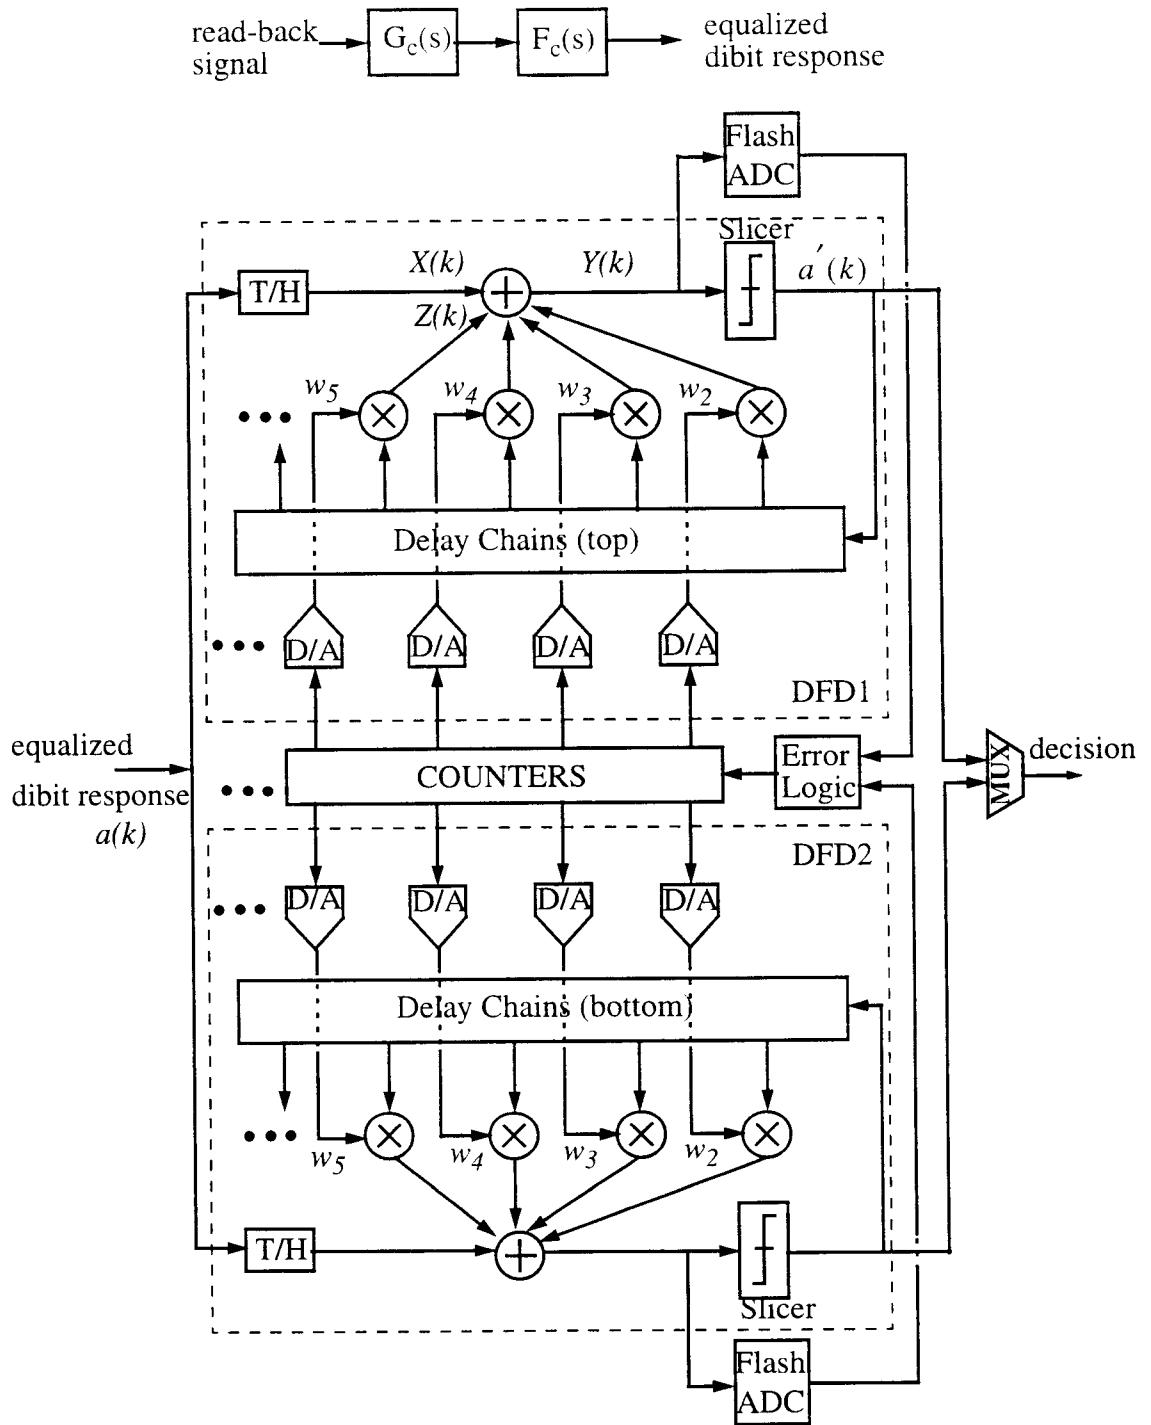 read-back
signal
G_c(s)
F_c(s)
equalized
dibit response
Flash
ADC
Slicer
T/H
X(k)
Z(k)
+
Y(k)
a′(k)
w_5
w_4
w_3
w_2
•••
Delay Chains (top)
•••
D/A
D/A
D/A
D/A
DFD1
equalized
dibit response
a(k)
•••
COUNTERS
Error
Logic
MUX
decision
DFD2
•••
D/A
D/A
D/A
D/A
Delay Chains (bottom)
•••
w_5
w_4
w_3
w_2
T/H
+
Slicer
Flash
ADC